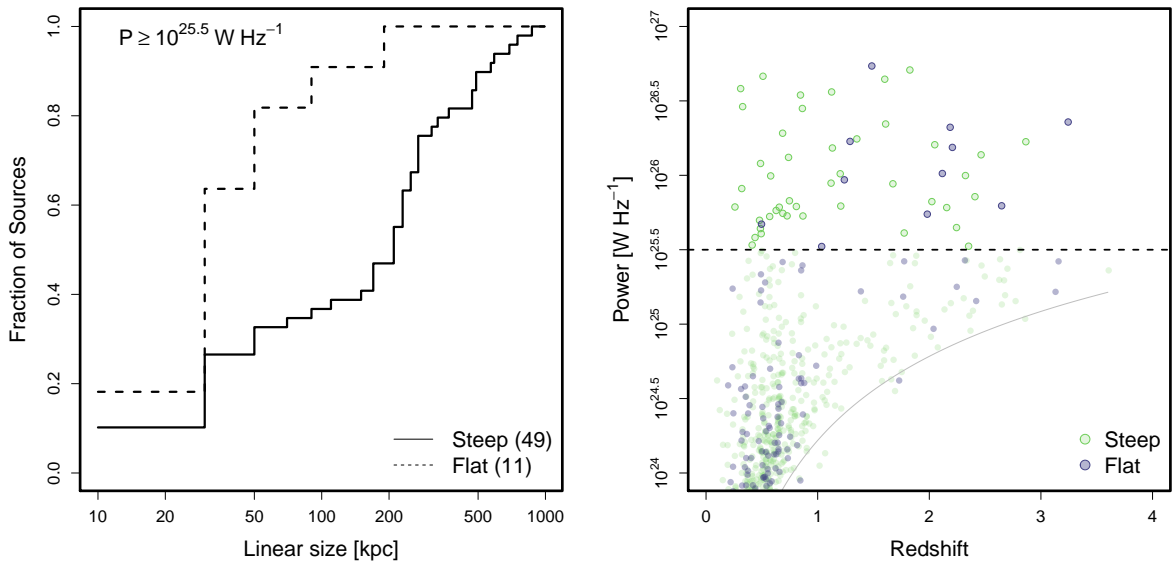 P ≥ 10^25.5 W Hz^−1
Fraction of Sources
1.0
0.8
0.6
0.4
0.2
0.0
Steep (49)
Flat (11)
10 20 50 100 200 500 1000
Linear size [kpc]
Power [W Hz^−1]
10^27
10^26.5
10^26
10^25.5
10^25
10^24.5
10^24
Steep
Flat
0 1 2 3 4
Redshift